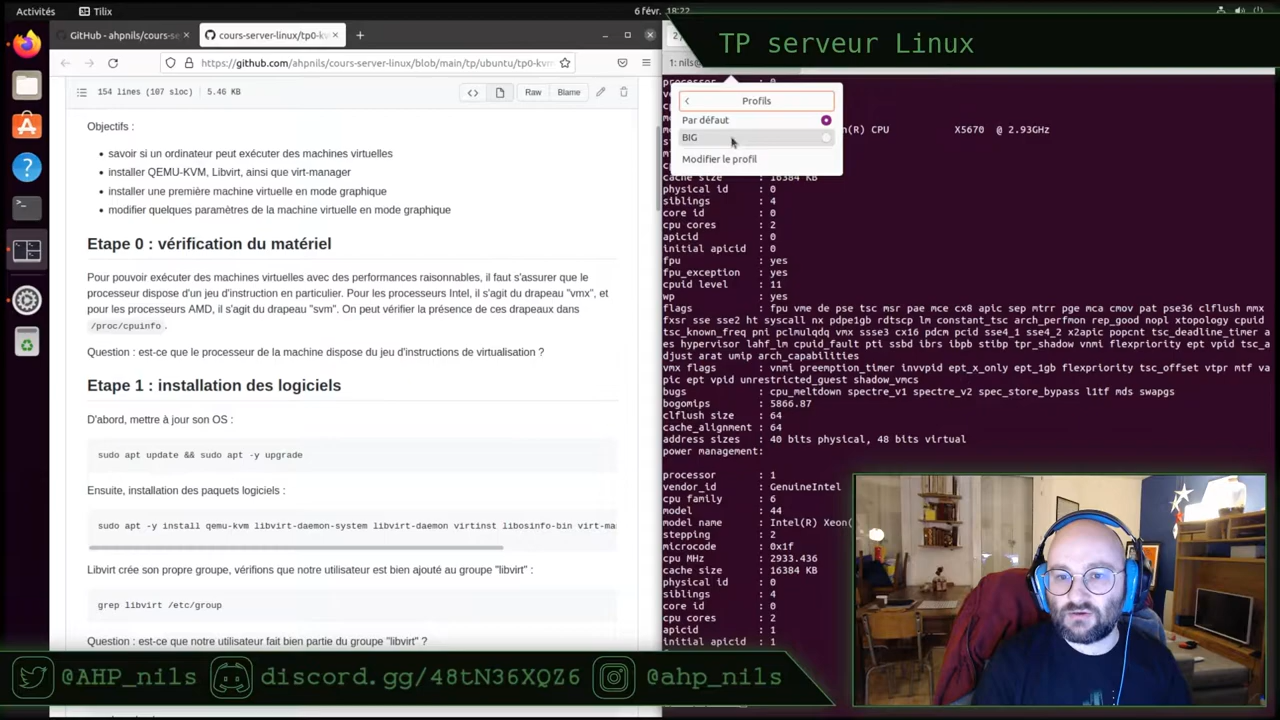 Activités
Tilix
6 févr.
18:22
TP serveur Linux
GitHub - ahpnils/cours-ser
cours-server-linux/tp0-kvm
https://github.com/ahpnils/cours-server-linux/blob/main/tp/ubuntu/tp0-kvm
154 lines (107 sloc)
5.46 KB
Raw
Blame
Objectifs :
• savoir si un ordinateur peut exécuter des machines virtuelles
• installer QEMU-KVM, Libvirt, ainsi que virt-manager
• installer une première machine virtuelle en mode graphique
• modifier quelques paramètres de la machine virtuelle en mode graphique
Etape 0 : vérification du matériel
Pour pouvoir exécuter des machines virtuelles avec des performances raisonnables, il faut s'assurer que le
processeur dispose d'un jeu d'instruction en particulier. Pour les processeurs Intel, il s'agit du drapeau "vmx", et
pour les processeurs AMD, il s'agit du drapeau "svm". On peut vérifier la présence de ces drapeaux dans
/proc/cpuinfo .
Question : est-ce que le processeur de la machine dispose du jeu d'instructions de virtualisation ?
Etape 1 : installation des logiciels
D'abord, mettre à jour son OS :
sudo apt update && sudo apt -y upgrade
Ensuite, installation des paquets logiciels :
sudo apt -y install qemu-kvm libvirt-daemon-system libvirt-daemon virtinst libosinfo-bin virt-ma
Libvirt crée son propre groupe, vérifions que notre utilisateur est bien ajouté au groupe "libvirt" :
grep libvirt /etc/group
Question : est-ce que notre utilisateur fait bien partie du groupe "libvirt" ?
1: nils@
Profils
Par défaut
BIG
Modifier le profil
processor : 0
n(R) CPU X5670 @ 2.93GHz
cache size : 16384 KB
physical id : 0
siblings : 4
core id : 0
cpu cores : 2
apicid : 0
initial apicid : 0
fpu : yes
fpu_exception : yes
cpuid level : 11
wp : yes
flags : fpu vme de pse tsc msr pae mce cx8 apic sep mtrr pge mca cmov pat pse36 clflush mmx
fxsr sse sse2 ht syscall nx pdpe1gb rdtscp lm constant_tsc arch_perfmon rep_good nopl xtopology cpuid
tsc_known_freq pni pclmulqdq vmx ssse3 cx16 pdcm pcid sse4_1 sse4_2 x2apic popcnt tsc_deadline_timer a
es hypervisor lahf_lm cpuid_fault pti ssbd ibrs ibpb stibp tpr_shadow vnmi flexpriority ept vpid tsc_a
djust arat umip arch_capabilities
vmx flags : vnmi preemption_timer invvpid ept_x_only ept_1gb flexpriority tsc_offset vtpr mtf va
pic ept vpid unrestricted_guest shadow_vmcs
bugs : cpu_meltdown spectre_v1 spectre_v2 spec_store_bypass l1tf mds swapgs
bogomips : 5866.87
clflush size : 64
cache_alignment : 64
address sizes : 40 bits physical, 48 bits virtual
power management:
processor : 1
vendor_id : GenuineIntel
cpu family : 6
model : 44
model name : Intel(R) Xeon(
stepping : 2
microcode : 0x1f
cpu MHz : 2933.436
cache size : 16384 KB
physical id : 0
siblings : 4
core id : 0
cpu cores : 2
apicid : 1
initial apicid : 1
@AHP_nils
discord.gg/48tN36XQZ6
@ahp_nils